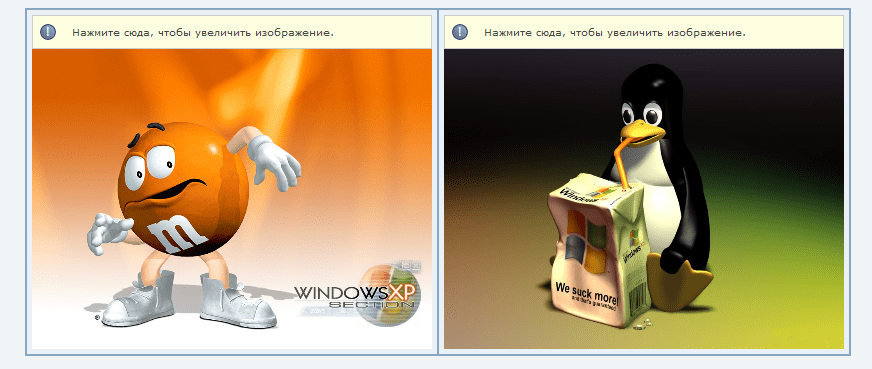 Нажмите сюда, чтобы увеличить изображение.
Нажмите сюда, чтобы увеличить изображение.
m
WINDOWSXP
SECTION
®
Windows
Windows
We suck more!
and that's guaranteed!